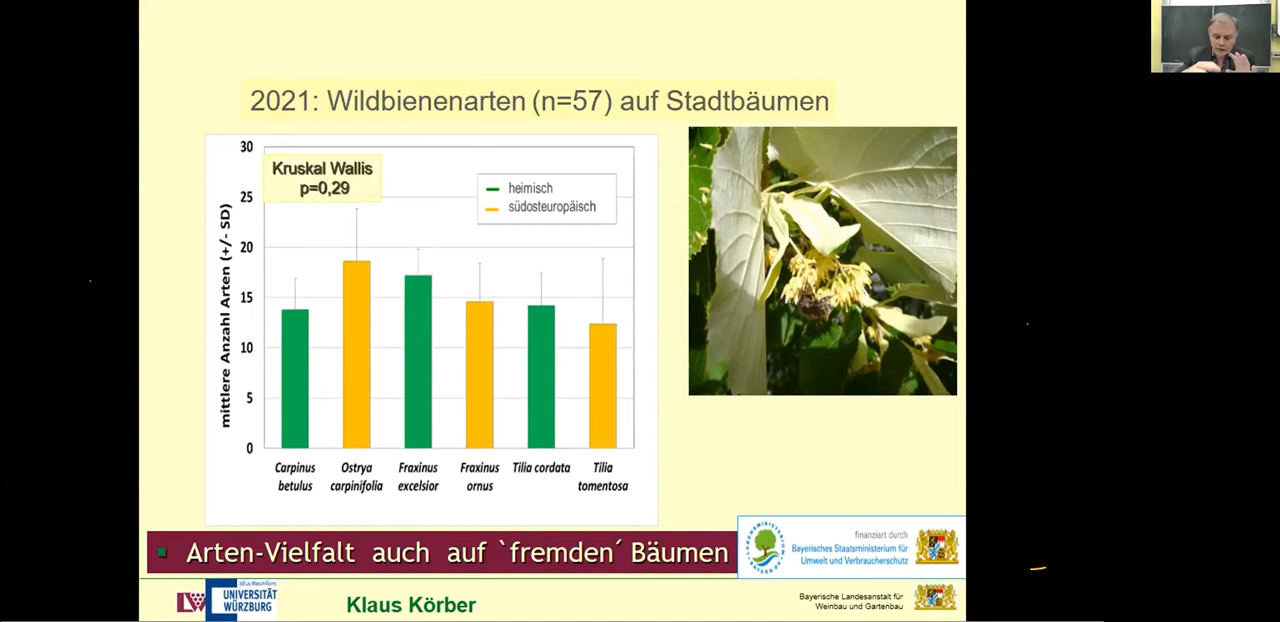 2021: Wildbienenarten (n=57) auf Stadtbäumen
Kruskal Wallis
p=0,29
heimisch
südosteuropäisch
mittlere Anzahl Arten (+/- SD)
30
25
20
15
10
5
0
Carpinus betulus
Ostrya carpinifolia
Fraxinus excelsior
Fraxinus ornus
Tilia cordata
Tilia tomentosa
Arten-Vielfalt auch auf `fremden´ Bäumen
finanziert durch
Bayerisches Staatsministerium für
Umwelt und Verbraucherschutz
Julius-Maximilians-
UNIVERSITÄT
WÜRZBURG
Klaus Körber
Bayerische Landesanstalt für
Weinbau und Gartenbau